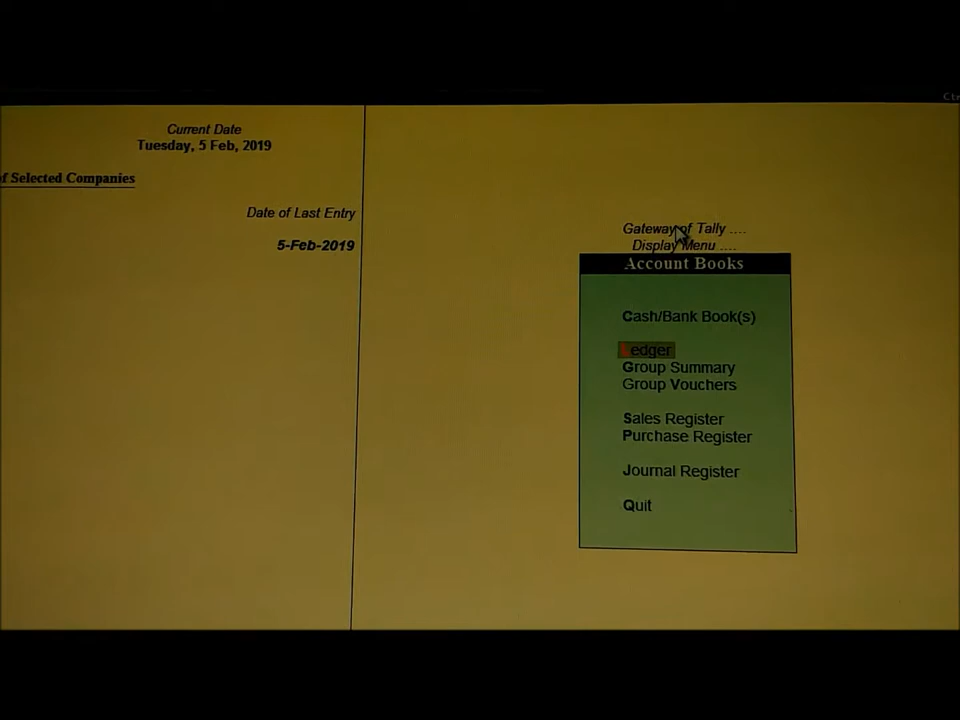 Current Date
Tuesday, 5 Feb, 2019
f Selected Companies
Date of Last Entry
5-Feb-2019
Gateway of Tally ....
Display Menu ....
Account Books
Cash/Bank Book(s)
Ledger
Group Summary
Group Vouchers
Sales Register
Purchase Register
Journal Register
Quit